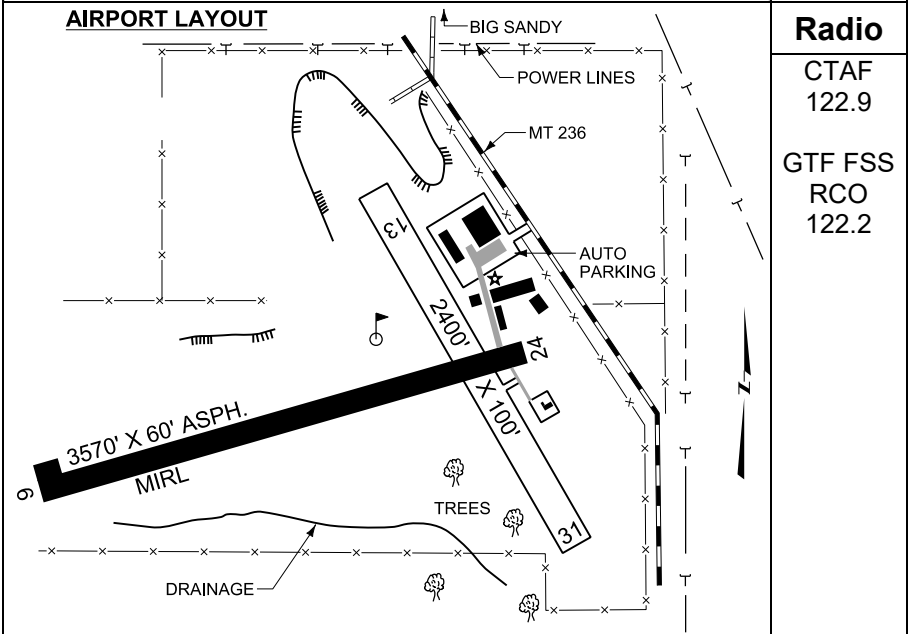 AIRPORT LAYOUT
BIG SANDY
POWER LINES
MT 236
13
AUTO
PARKING
2400' X 100'
24
3570' X 60' ASPH.
MIRL
6
TREES
31
DRAINAGE
N
Radio
CTAF
122.9
GTF FSS
RCO
122.2